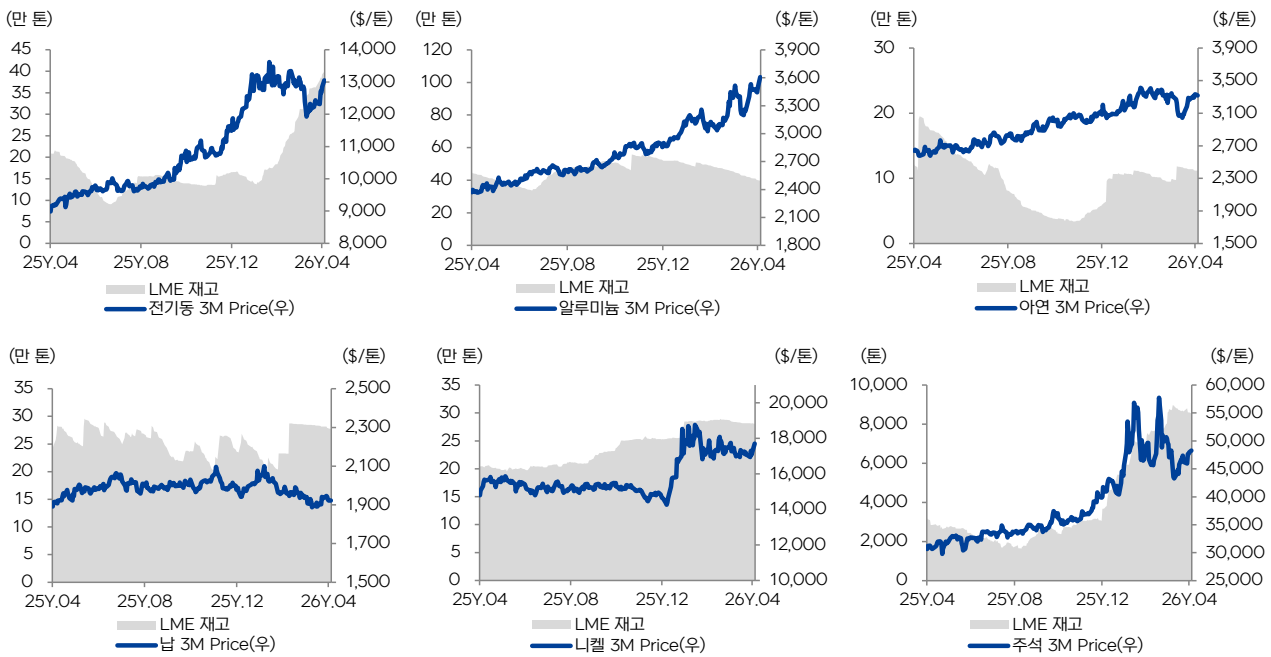 (만 톤) ($/톤)
45 14,000
40 13,000
35 12,000
30 11,000
25 10,000
20 9,000
15 8,000
10
5
0
25Y.04 25Y.08 25Y.12 26Y.04
LME 재고
전기동 3M Price(우)
(만 톤) ($/톤)
120 3,900
100 3,600
80 3,300
60 3,000
40 2,700
20 2,400
0 2,100
1,800
25Y.04 25Y.08 25Y.12 26Y.04
LME 재고
알루미늄 3M Price(우)
(만 톤) ($/톤)
30 3,900
20 3,500
10 3,100
0 2,700
2,300
1,900
1,500
25Y.04 25Y.08 25Y.12 26Y.04
LME 재고
아연 3M Price(우)
(만 톤) ($/톤)
35 2,500
30 2,300
25 2,100
20 1,900
15 1,700
10 1,500
5
0
25Y.04 25Y.08 25Y.12 26Y.04
LME 재고
납 3M Price(우)
(만 톤) ($/톤)
35 20,000
30 18,000
25 16,000
20 14,000
15 12,000
10 10,000
5
0
25Y.04 25Y.08 25Y.12 26Y.04
LME 재고
니켈 3M Price(우)
(톤) ($/톤)
10,000 60,000
8,000 55,000
6,000 50,000
4,000 45,000
2,000 40,000
0 35,000
30,000
25,000
25Y.04 25Y.08 25Y.12 26Y.04
LME 재고
주석 3M Price(우)